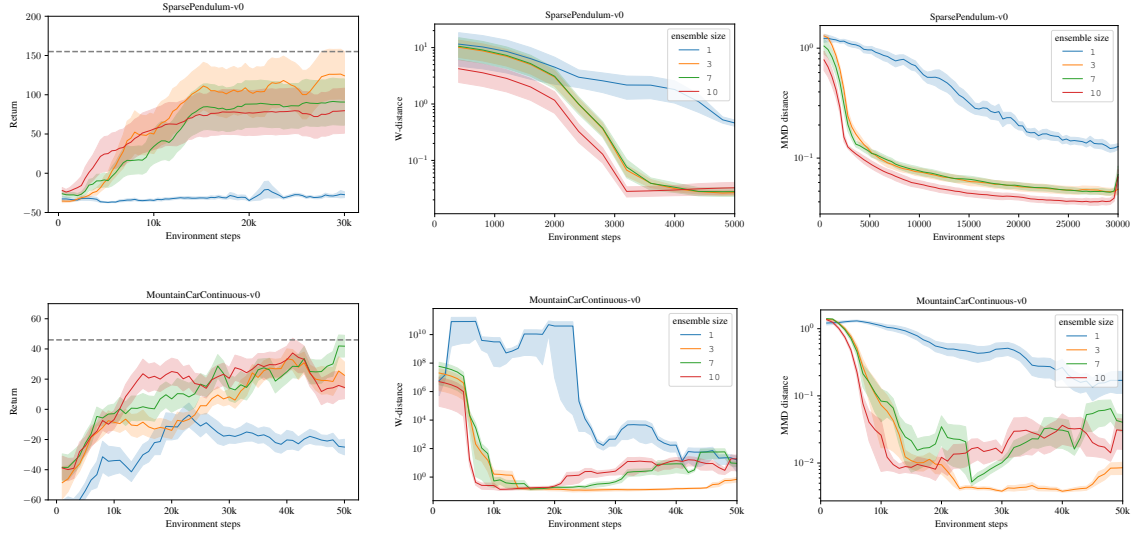 SparsePendulum-v0
200
150
100
50
0
−50
Return
0
10k
20k
30k
Environment steps
SparsePendulum-v0
10¹
10⁰
10⁻¹
W-distance
ensemble size
1
3
7
10
0
1000
2000
3000
4000
5000
Environment steps
SparsePendulum-v0
10⁰
10⁻¹
MMD distance
ensemble size
1
3
7
10
0
5000
10000
15000
20000
25000
30000
Environment steps
MountainCarContinuous-v0
60
40
20
0
−20
−40
−60
Return
0
10k
20k
30k
40k
50k
Environment steps
MountainCarContinuous-v0
10¹⁰
10⁸
10⁶
10⁴
10²
10⁰
W-distance
ensemble size
1
3
7
10
0
10k
20k
30k
40k
50k
Environment steps
MountainCarContinuous-v0
10⁰
10⁻¹
10⁻²
MMD distance
ensemble size
1
3
7
10
0
10k
20k
30k
40k
50k
Environment steps